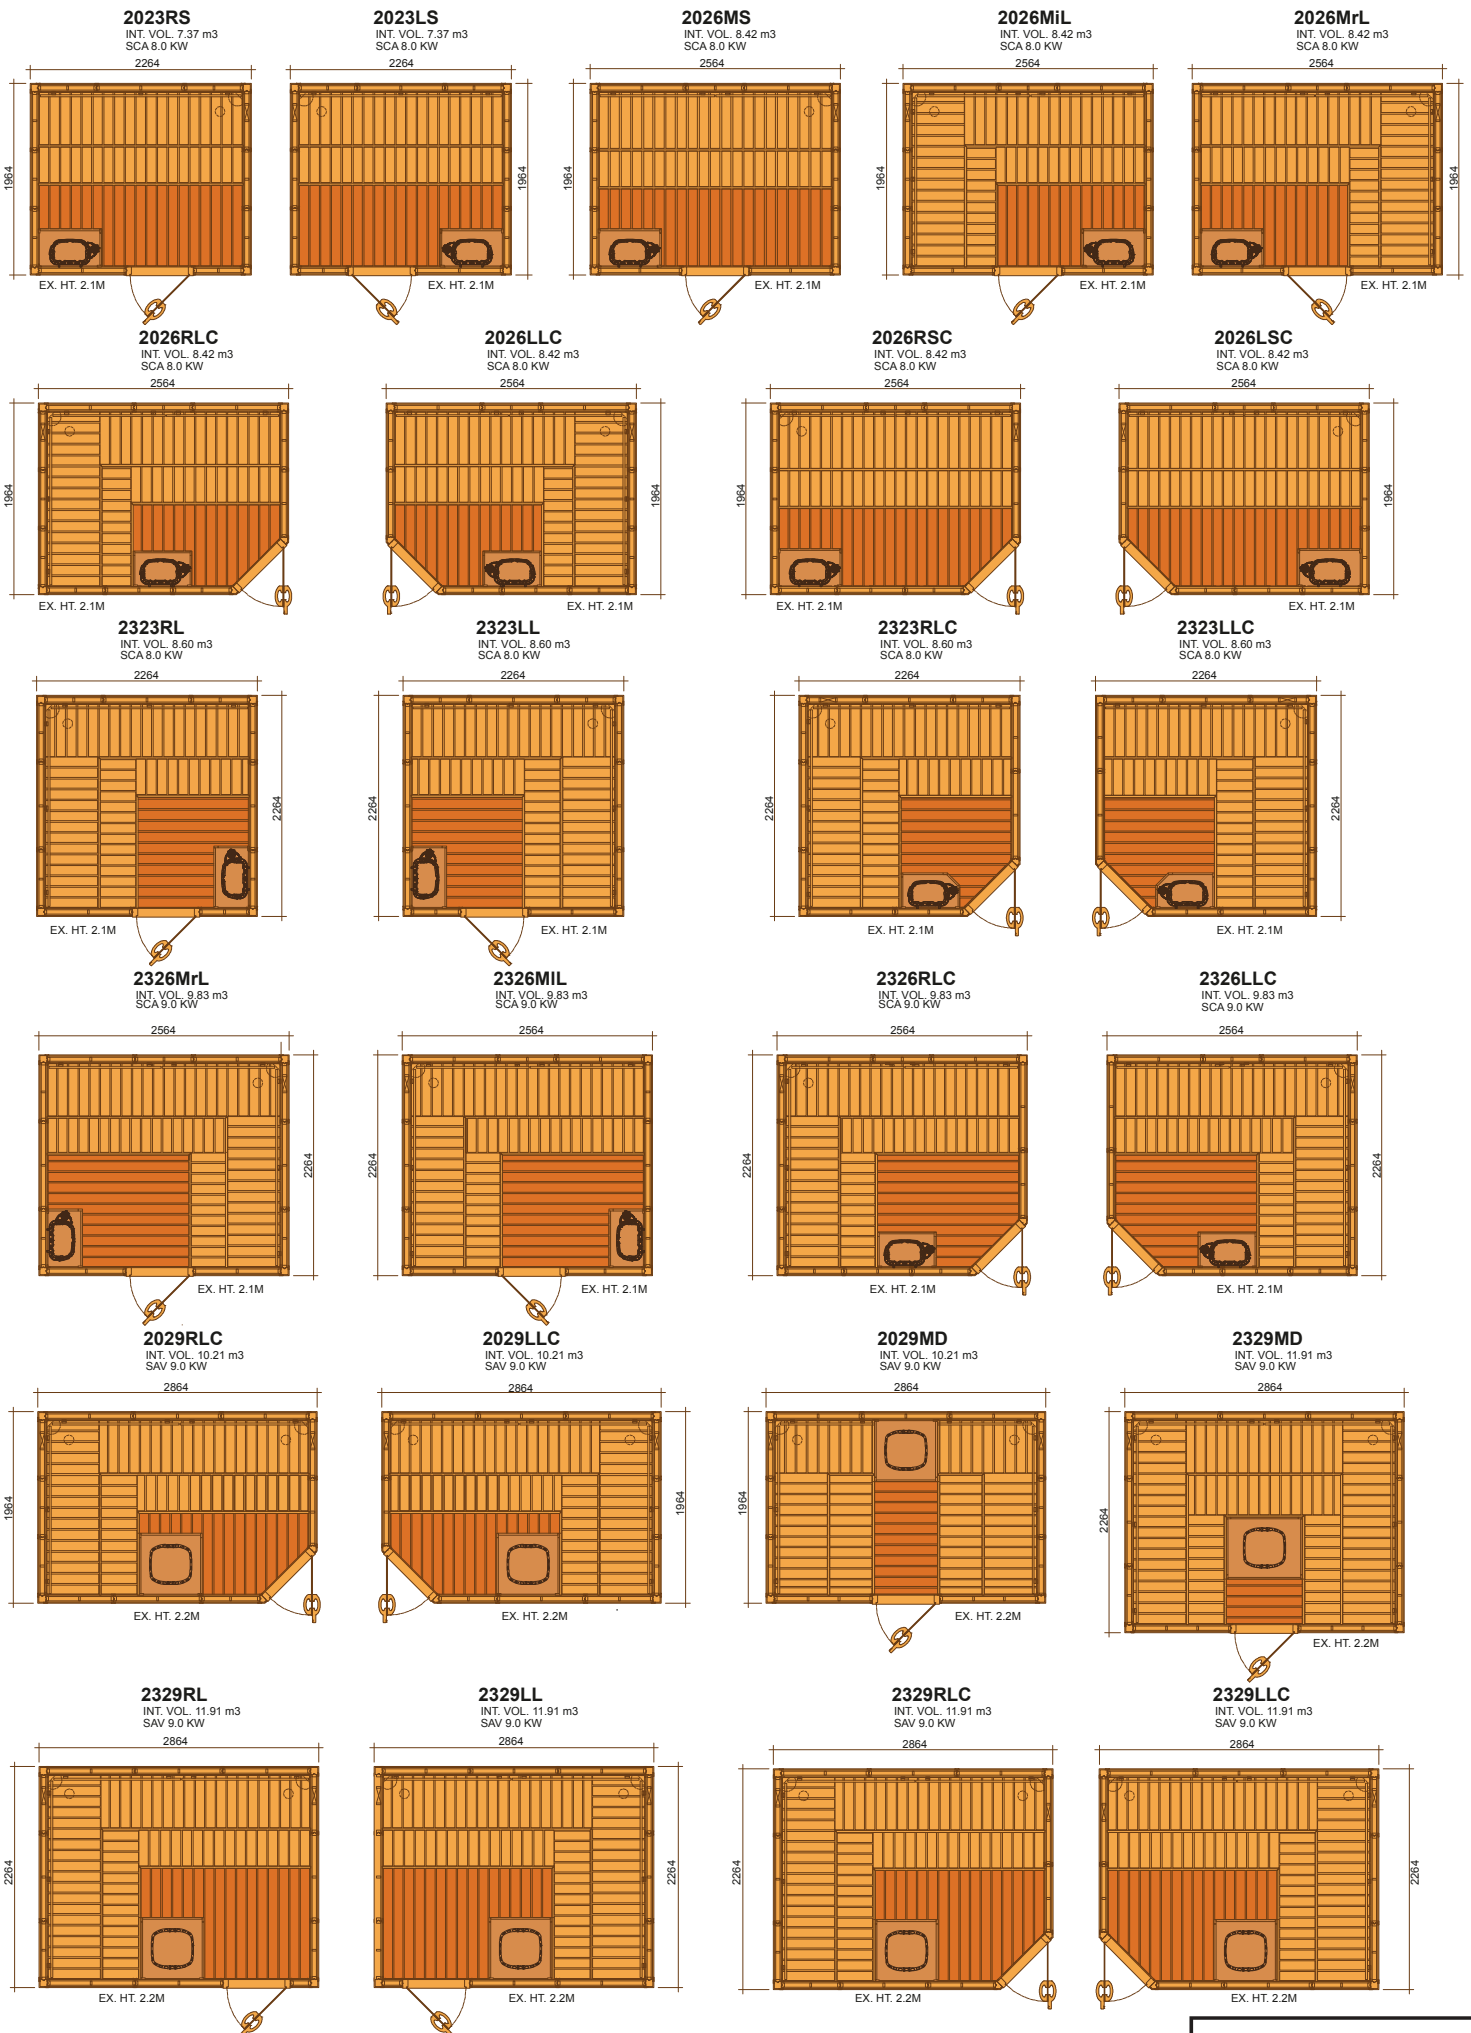 2023RS
INT. VOL. 7.37 m3
SCA 8.0 KW
2264
1964
EX. HT. 2.1M
2023LS
INT. VOL. 7.37 m3
SCA 8.0 KW
2264
1964
EX. HT. 2.1M
2026MS
INT. VOL. 8.42 m3
SCA 8.0 KW
2564
1964
EX. HT. 2.1M
2026MiL
INT. VOL. 8.42 m3
SCA 8.0 KW
2564
1964
EX. HT. 2.1M
2026MrL
INT. VOL. 8.42 m3
SCA 8.0 KW
2564
1964
EX. HT. 2.1M
2026RLC
INT. VOL. 8.42 m3
SCA 8.0 KW
2564
1964
EX. HT. 2.1M
2026LLC
INT. VOL. 8.42 m3
SCA 8.0 KW
2564
1964
EX. HT. 2.1M
2026RSC
INT. VOL. 8.42 m3
SCA 8.0 KW
2564
1964
EX. HT. 2.1M
2026LSC
INT. VOL. 8.42 m3
SCA 8.0 KW
2564
1964
EX. HT. 2.1M
2323RL
INT. VOL. 8.60 m3
SCA 8.0 KW
2264
2264
EX. HT. 2.1M
2323LL
INT. VOL. 8.60 m3
SCA 8.0 KW
2264
2264
EX. HT. 2.1M
2323RLC
INT. VOL. 8.60 m3
SCA 8.0 KW
2264
2264
EX. HT. 2.1M
2323LLC
INT. VOL. 8.60 m3
SCA 8.0 KW
2264
2264
EX. HT. 2.1M
2326MrL
INT. VOL. 9.83 m3
SCA 9.0 KW
2564
2264
EX. HT. 2.1M
2326MIL
INT. VOL. 9.83 m3
SCA 9.0 KW
2564
2264
EX. HT. 2.1M
2326RLC
INT. VOL. 9.83 m3
SCA 9.0 KW
2564
2264
EX. HT. 2.1M
2326LLC
INT. VOL. 9.83 m3
SCA 9.0 KW
2564
2264
EX. HT. 2.1M
2029RLC
INT. VOL. 10.21 m3
SAV 9.0 KW
2864
1964
EX. HT. 2.2M
2029LLC
INT. VOL. 10.21 m3
SAV 9.0 KW
2864
1964
EX. HT. 2.2M
2029MD
INT. VOL. 10.21 m3
SAV 9.0 KW
2864
1964
EX. HT. 2.2M
2329MD
INT. VOL. 11.91 m3
SAV 9.0 KW
2864
2264
EX. HT. 2.2M
2329RL
INT. VOL. 11.91 m3
SAV 9.0 KW
2864
2264
EX. HT. 2.2M
2329LL
INT. VOL. 11.91 m3
SAV 9.0 KW
2864
2264
EX. HT. 2.2M
2329RLC
INT. VOL. 11.91 m3
SAV 9.0 KW
2864
2264
EX. HT. 2.2M
2329LLC
INT. VOL. 11.91 m3
SAV 9.0 KW
2864
2264
EX. HT. 2.2M